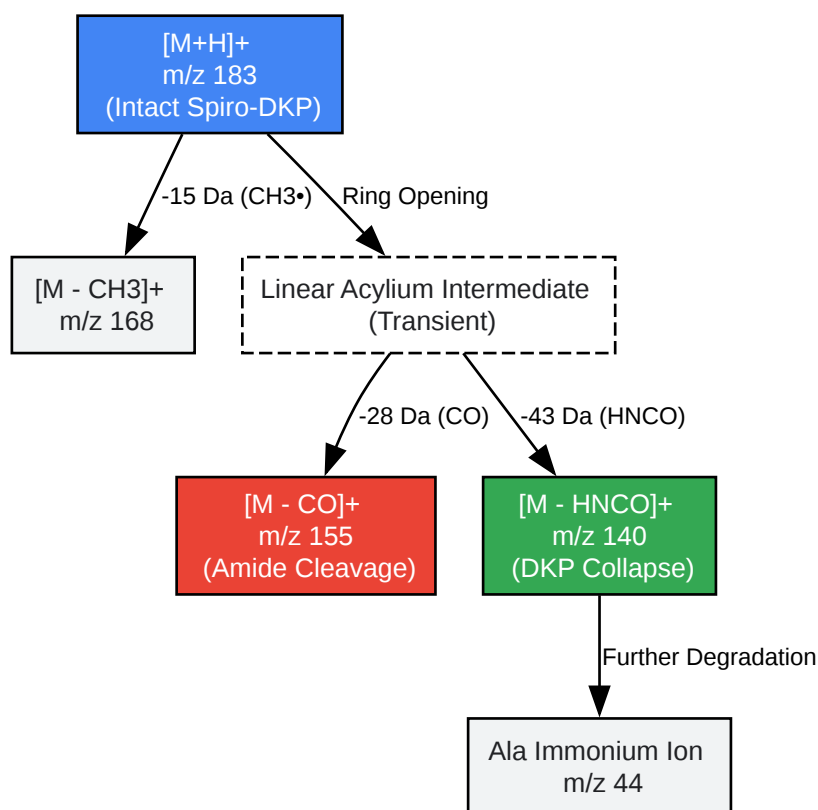 [M+H]+
m/z 183
(Intact Spiro-DKP)
-15 Da (CH3•)
Ring Opening
[M - CH3]+
m/z 168
Linear Acylium Intermediate
(Transient)
-28 Da (CO)
-43 Da (HNCO)
[M - CO]+
m/z 155
(Amide Cleavage)
[M - HNCO]+
m/z 140
(DKP Collapse)
Further Degradation
Ala Immonium Ion
m/z 44